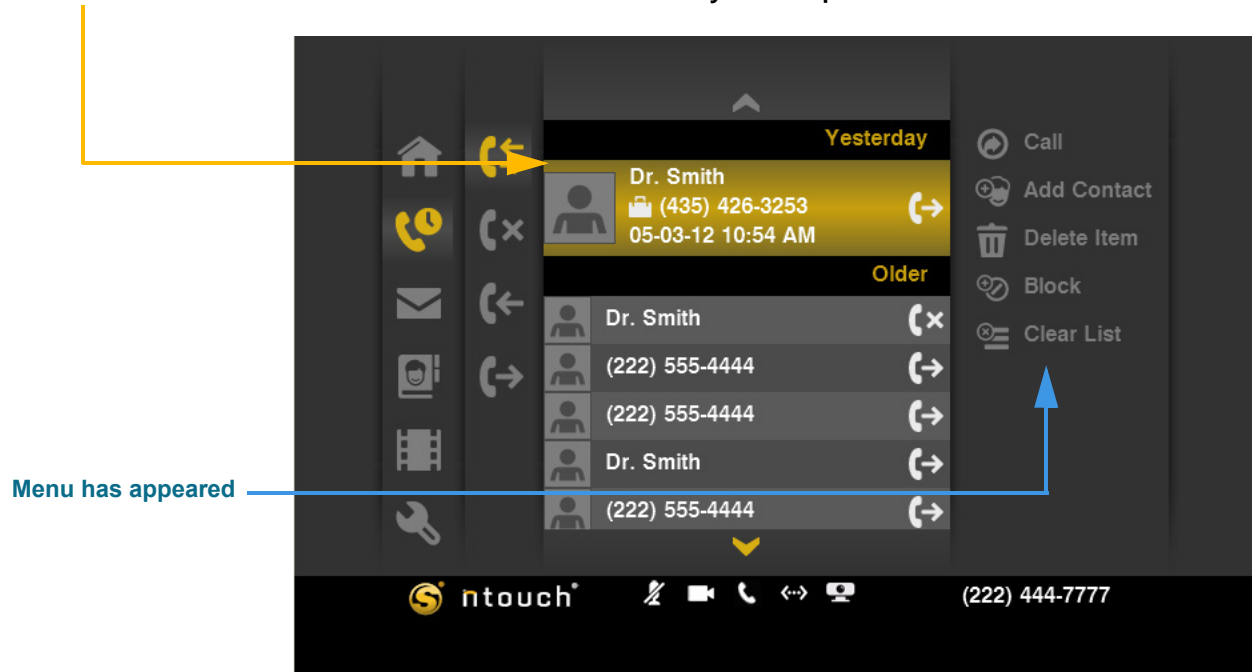 Yesterday
Dr. Smith
(435) 426-3253
05-03-12 10:54 AM
Older
Dr. Smith
(222) 555-4444
(222) 555-4444
Dr. Smith
(222) 555-4444
Call
Add Contact
Delete Item
Block
Clear List
Menu has appeared
ntouch
(222) 444-7777